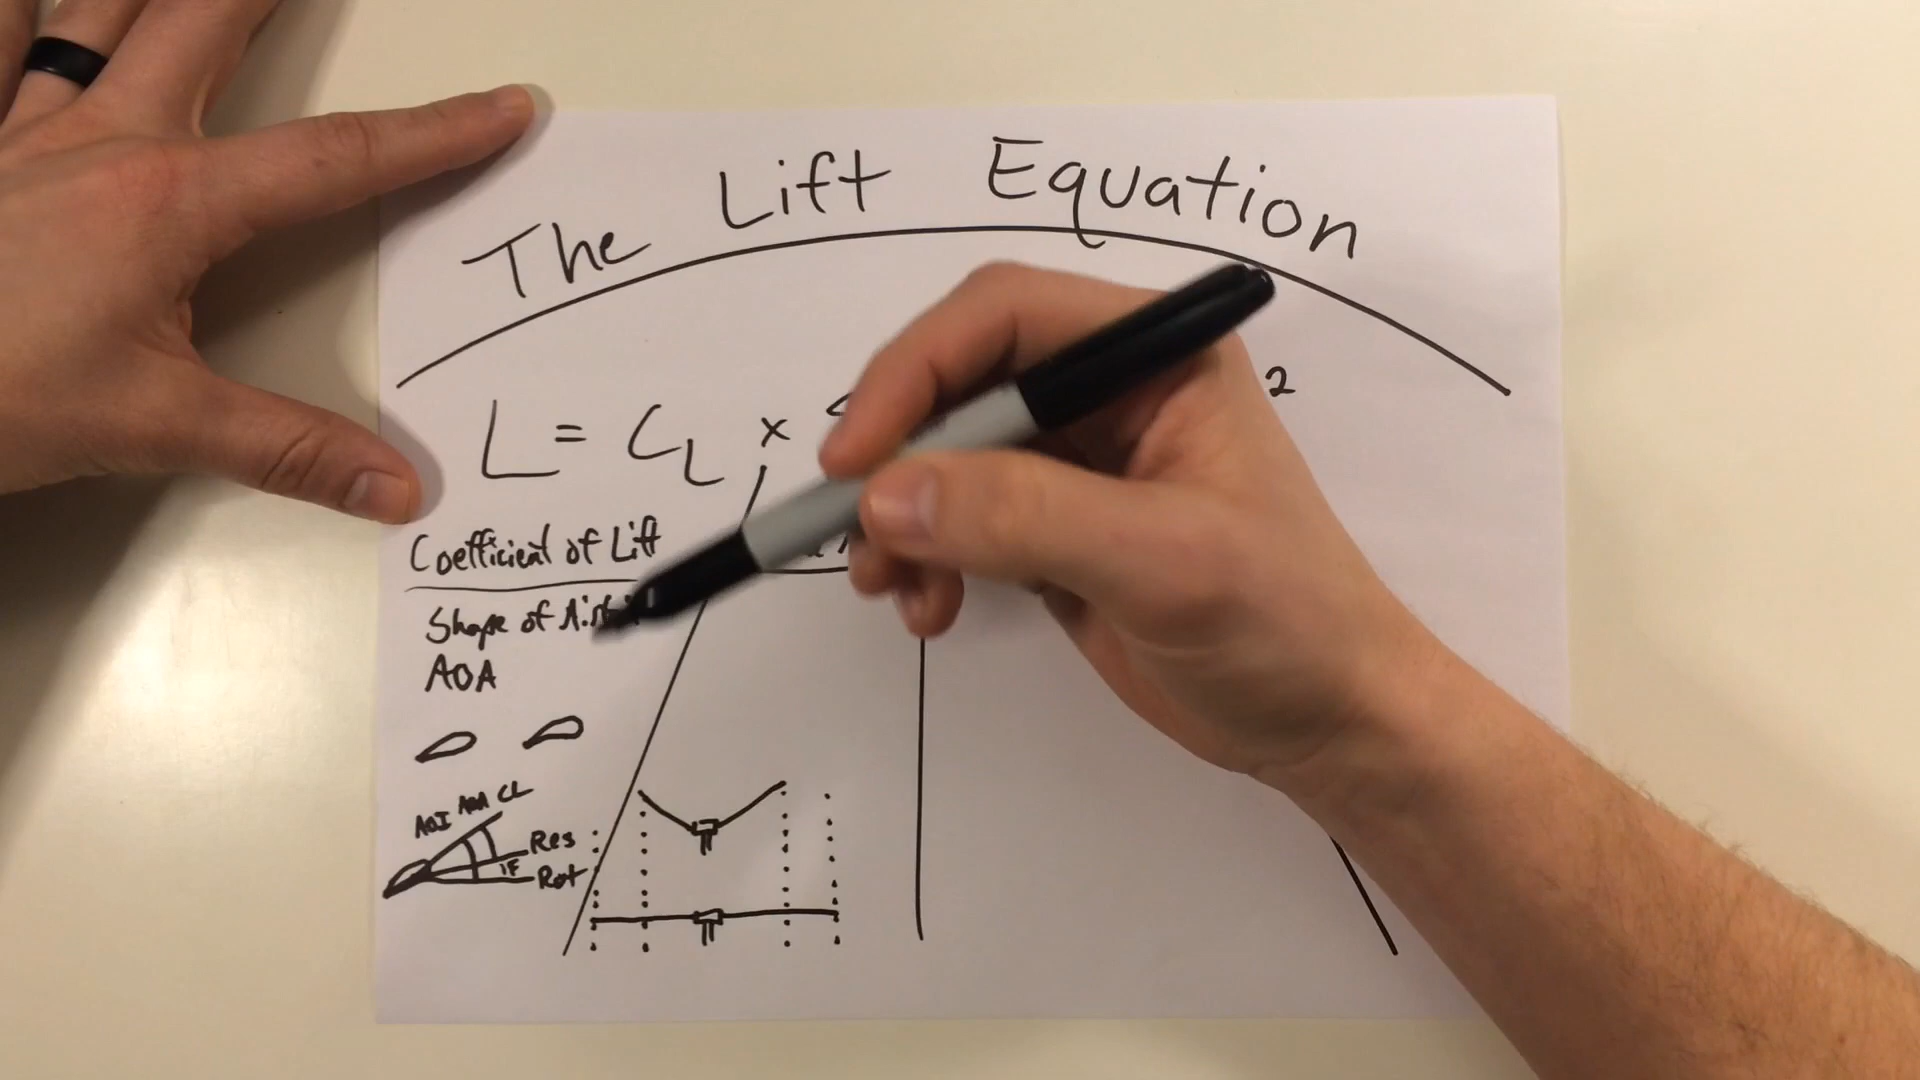 The Lift Equation
L = CL x 2
Coefficient of Lift
Shape of
AOA
AOI AOA CL
Res
IF
Rot